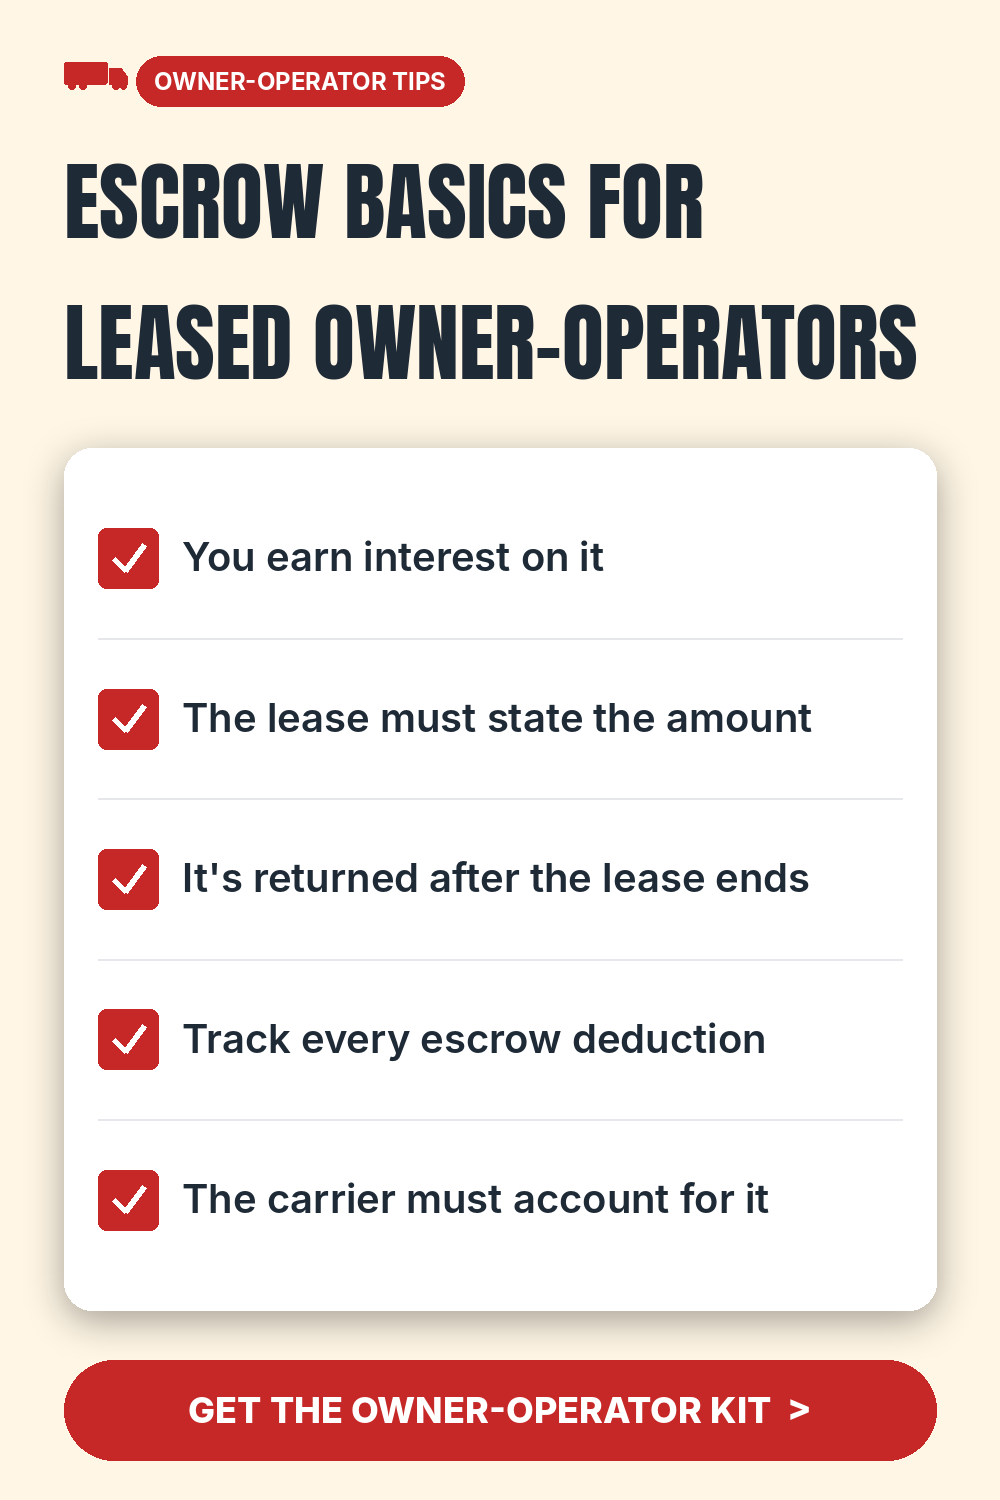 OWNER-OPERATOR TIPS
ESCROW BASICS FOR
LEASED OWNER-OPERATORS
You earn interest on it
The lease must state the amount
It's returned after the lease ends
Track every escrow deduction
The carrier must account for it
GET THE OWNER-OPERATOR KIT >